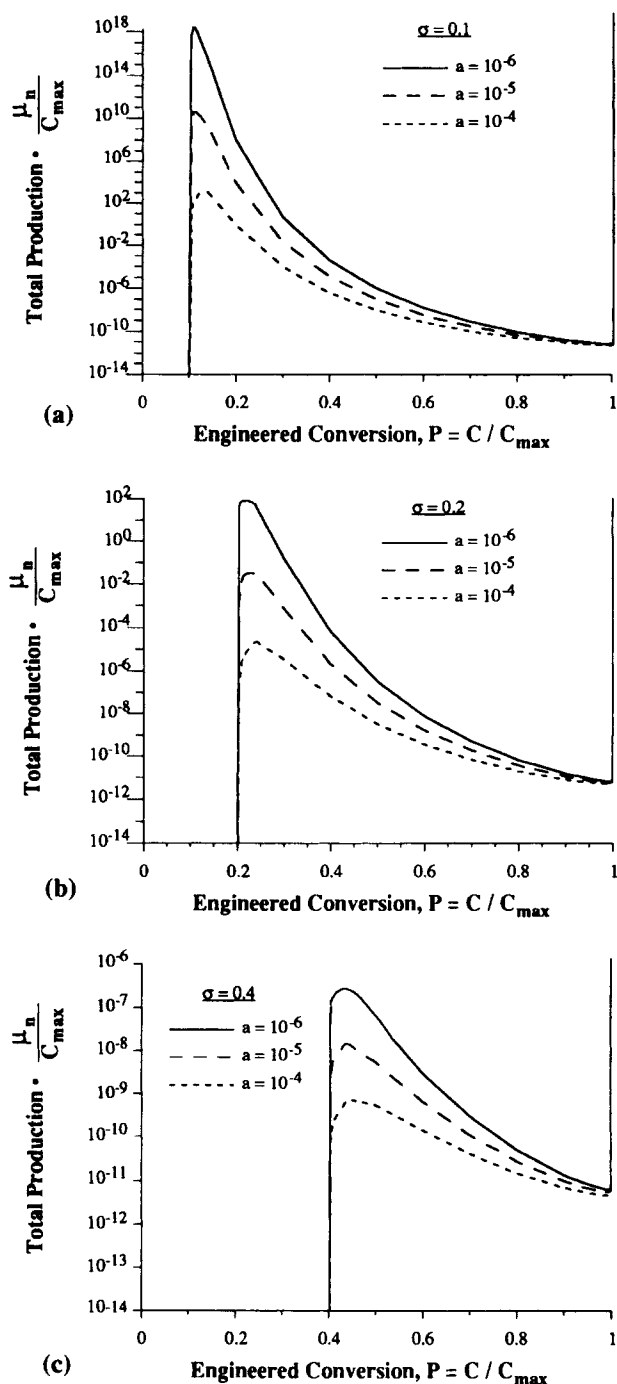 10^18
10^14
10^10
10^6
10^2
10^-2
10^-6
10^-10
10^-14
Total Production • μn / Cmax
σ = 0.1
a = 10^-6
a = 10^-5
a = 10^-4
0 0.2 0.4 0.6 0.8 1
(a)
Engineered Conversion, P = C / Cmax
10^2
10^0
10^-2
10^-4
10^-6
10^-8
10^-10
10^-12
10^-14
Total Production • μn / Cmax
σ = 0.2
a = 10^-6
a = 10^-5
a = 10^-4
0 0.2 0.4 0.6 0.8 1
(b)
Engineered Conversion, P = C / Cmax
10^-6
10^-7
10^-8
10^-9
10^-10
10^-11
10^-12
10^-13
10^-14
Total Production • μn / Cmax
σ = 0.4
a = 10^-6
a = 10^-5
a = 10^-4
0 0.2 0.4 0.6 0.8 1
(c)
Engineered Conversion, P = C / Cmax